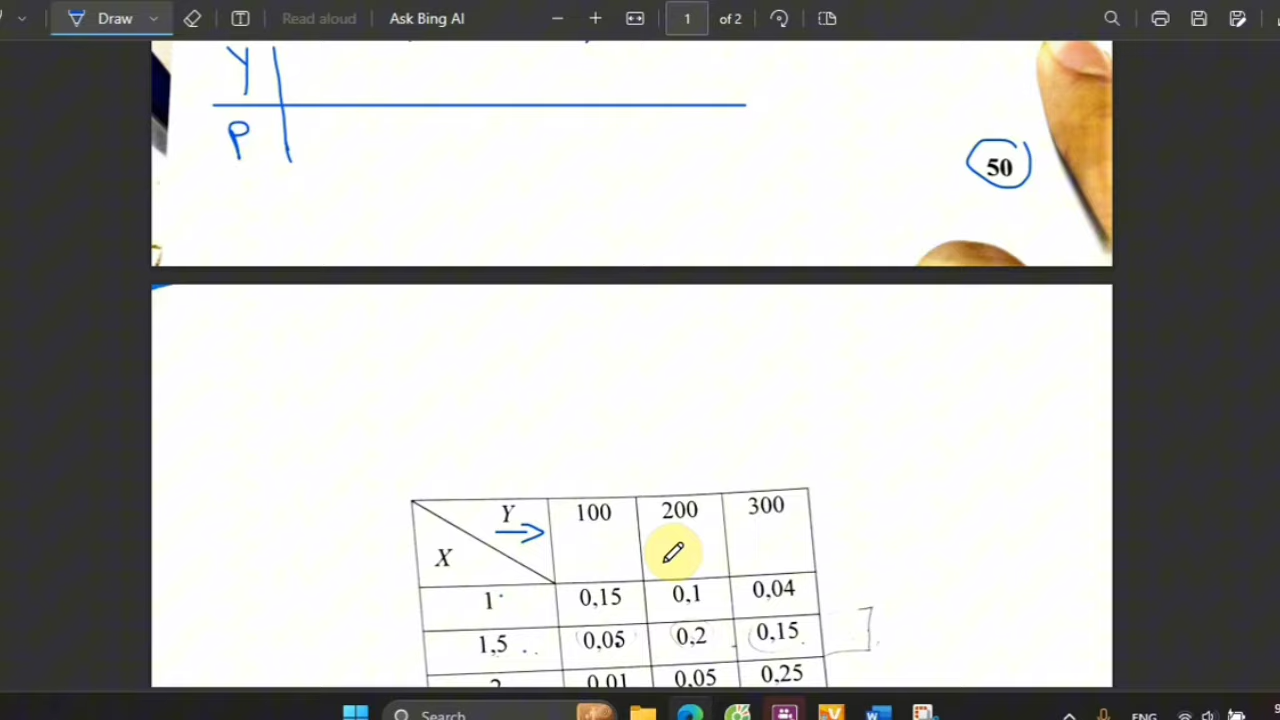 Draw Read aloud Ask Bing AI 1 of 2
Y
P
50
Y 100 200 300
X
1 0,15 0,1 0,04
1,5 0,05 0,2 0,15
2 0,01 0,05 0,25
Search ENG